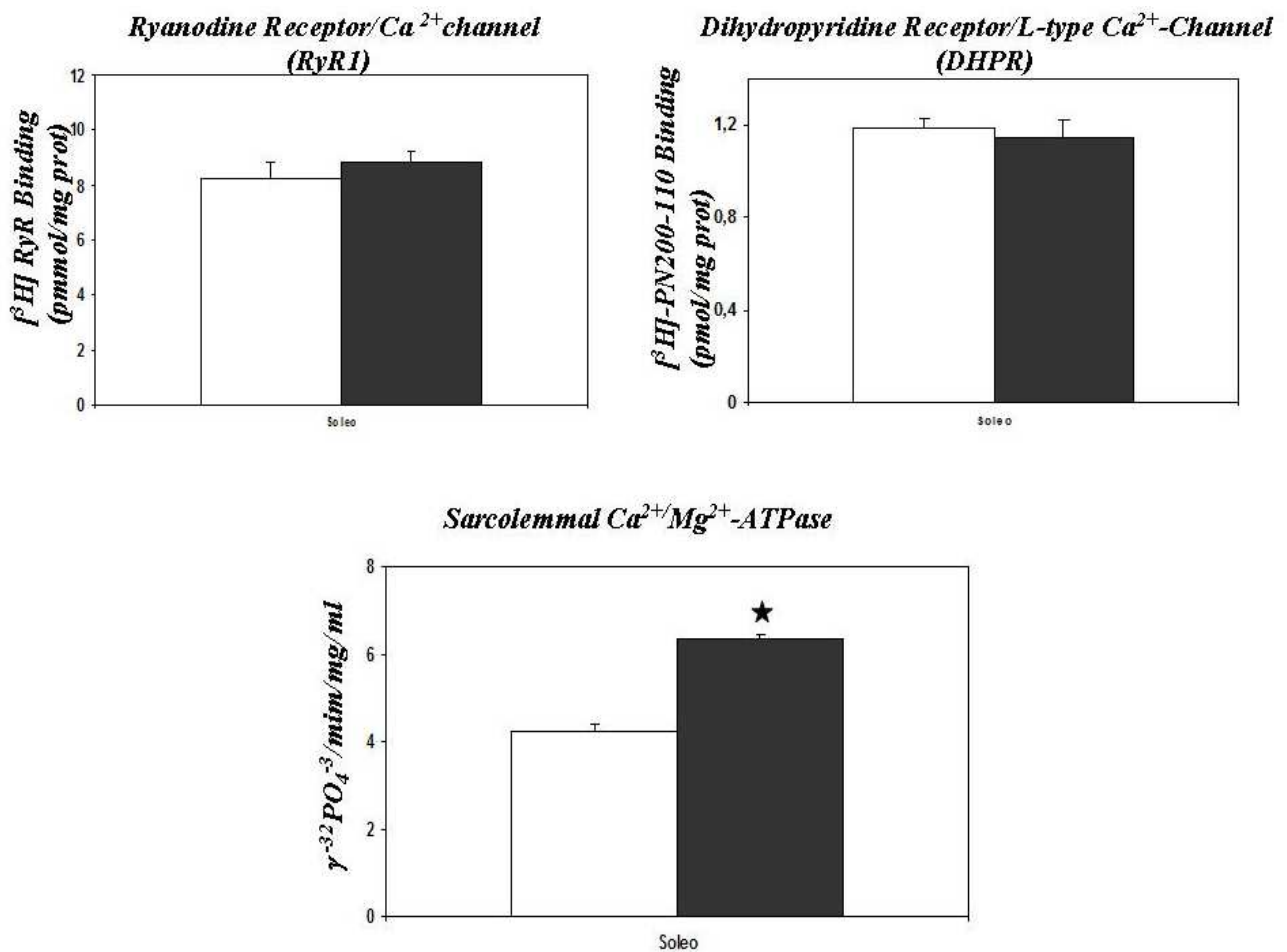 Ryanodine Receptor/Ca ²⁺channel
(RyR1)
[³H] RyR Binding
(pmmol/mg prot)
12
10
8
6
4
2
0
Soleo
Dihydropyridine Receptor/L-type Ca²⁺-Channel
(DHPR)
[³H]-PN200-110 Binding
(pmol/mg prot)
1,2
0,8
0,4
0
Soleo
Sarcolemmal Ca²⁺/Mg²⁺-ATPase
γ⁻³²PO₄⁻³/mim/mg/ml
8
6
4
2
0
Soleo